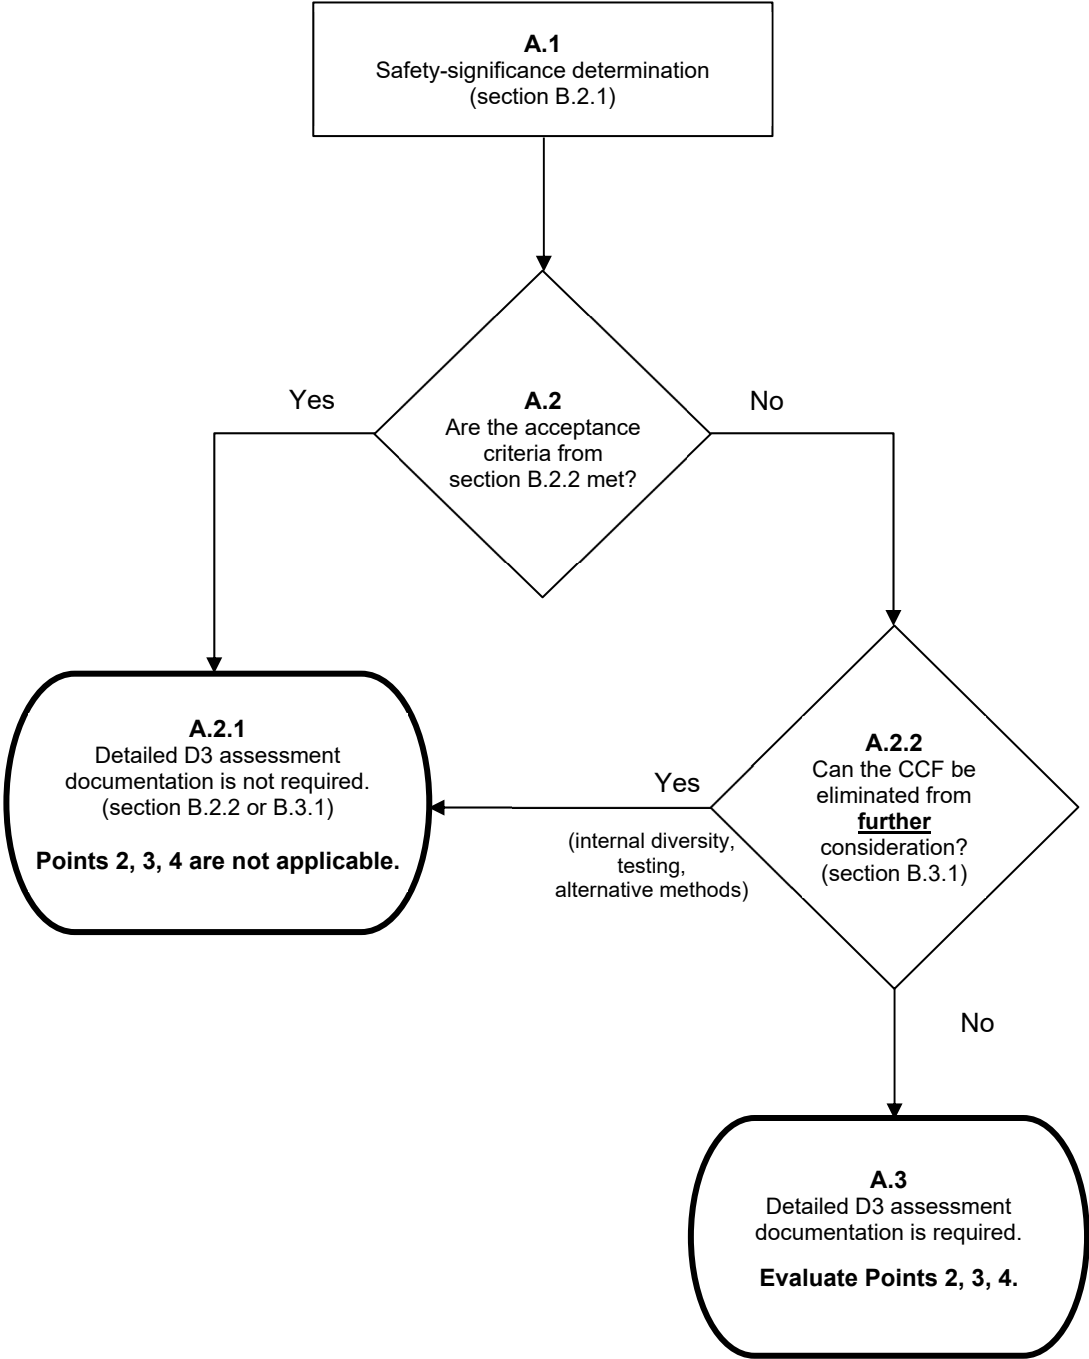 A.1
Safety-significance determination
(section B.2.1)
Yes
A.2
Are the acceptance
criteria from
section B.2.2 met?
No
A.2.1
Detailed D3 assessment
documentation is not required.
(section B.2.2 or B.3.1)
Points 2, 3, 4 are not applicable.
Yes
(internal diversity,
testing,
alternative methods)
A.2.2
Can the CCF be
eliminated from
further
consideration?
(section B.3.1)
No
A.3
Detailed D3 assessment
documentation is required.
Evaluate Points 2, 3, 4.